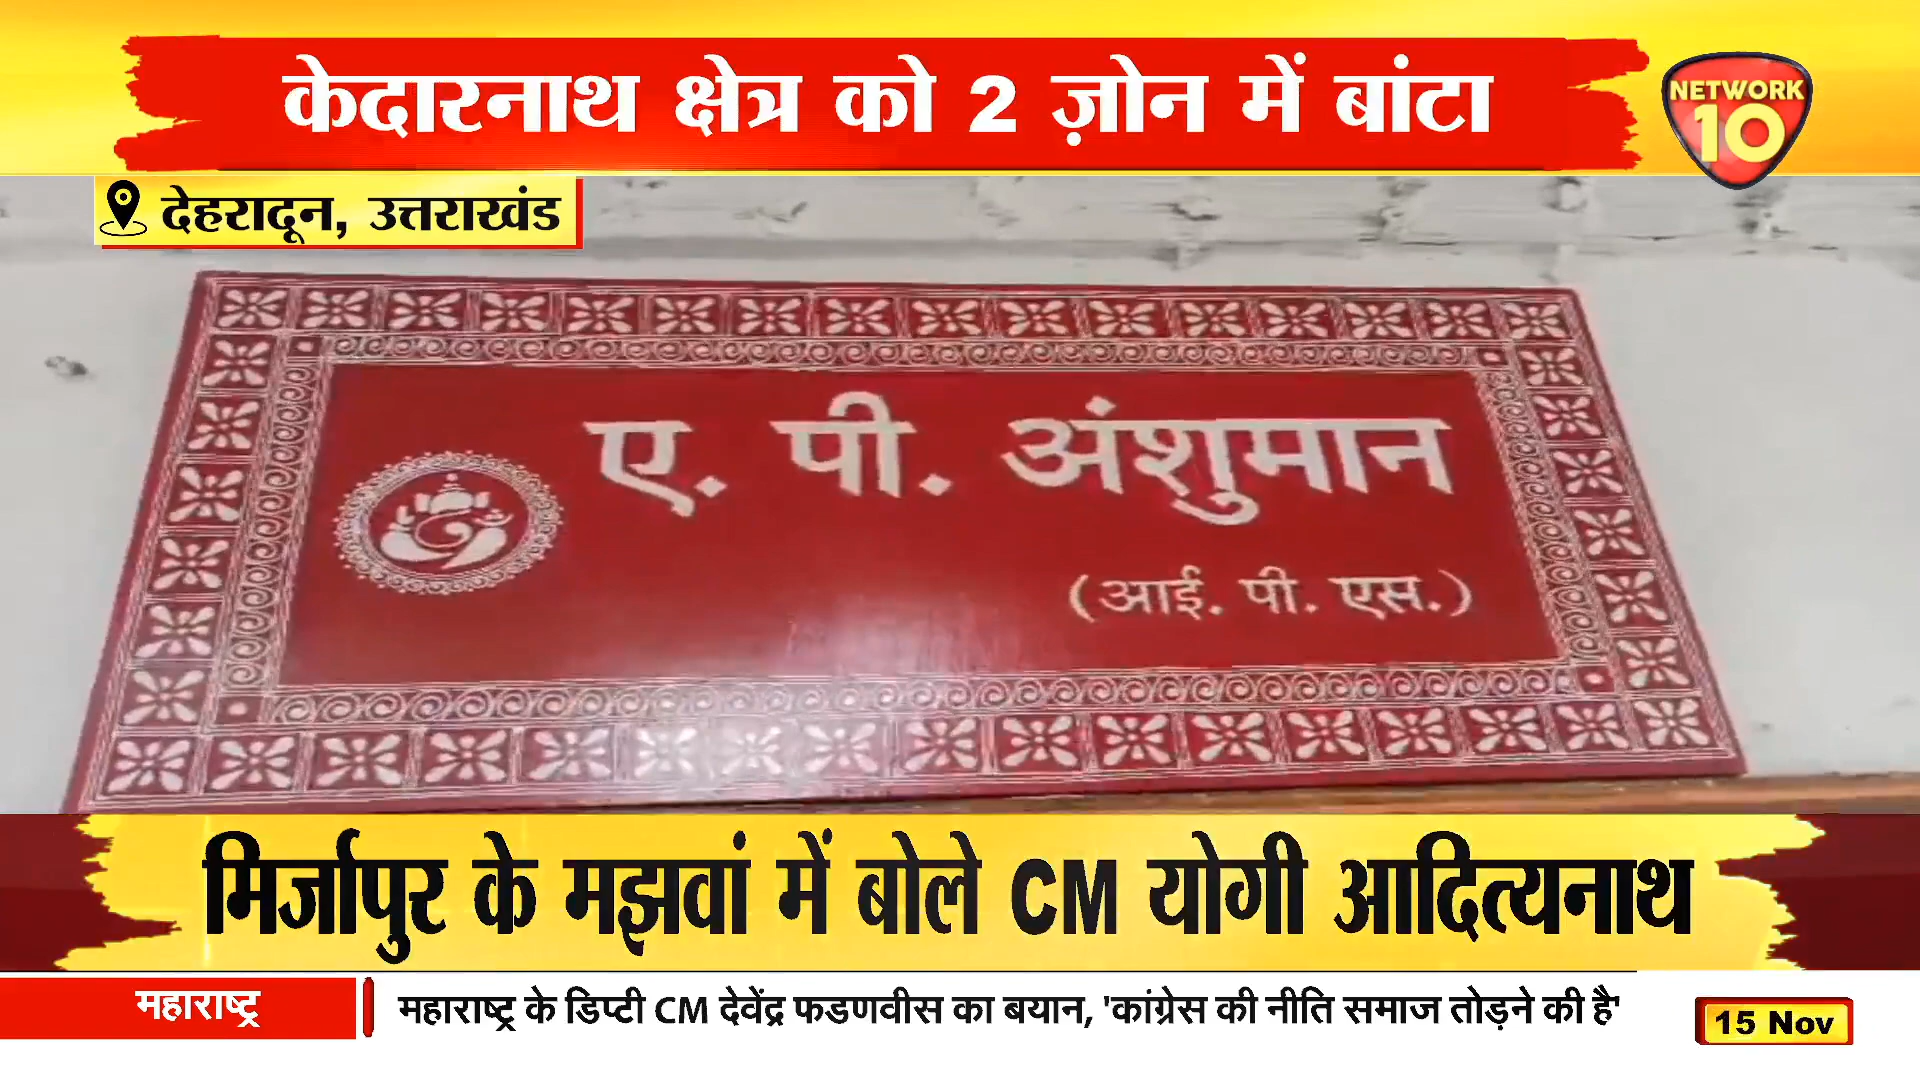 केदारनाथ क्षेत्र को 2 ज़ोन में बांटा
NETWORK
10
देहरादून, उत्तराखंड
ए. पी. अंशुमान
(आई. पी. एस.)
मिर्जापुर के मझवां में बोले CM योगी आदित्यनाथ
महाराष्ट्र
महाराष्ट्र के डिप्टी CM देवेंद्र फडणवीस का बयान, 'कांग्रेस की नीति समाज तोड़ने की है'
15 Nov